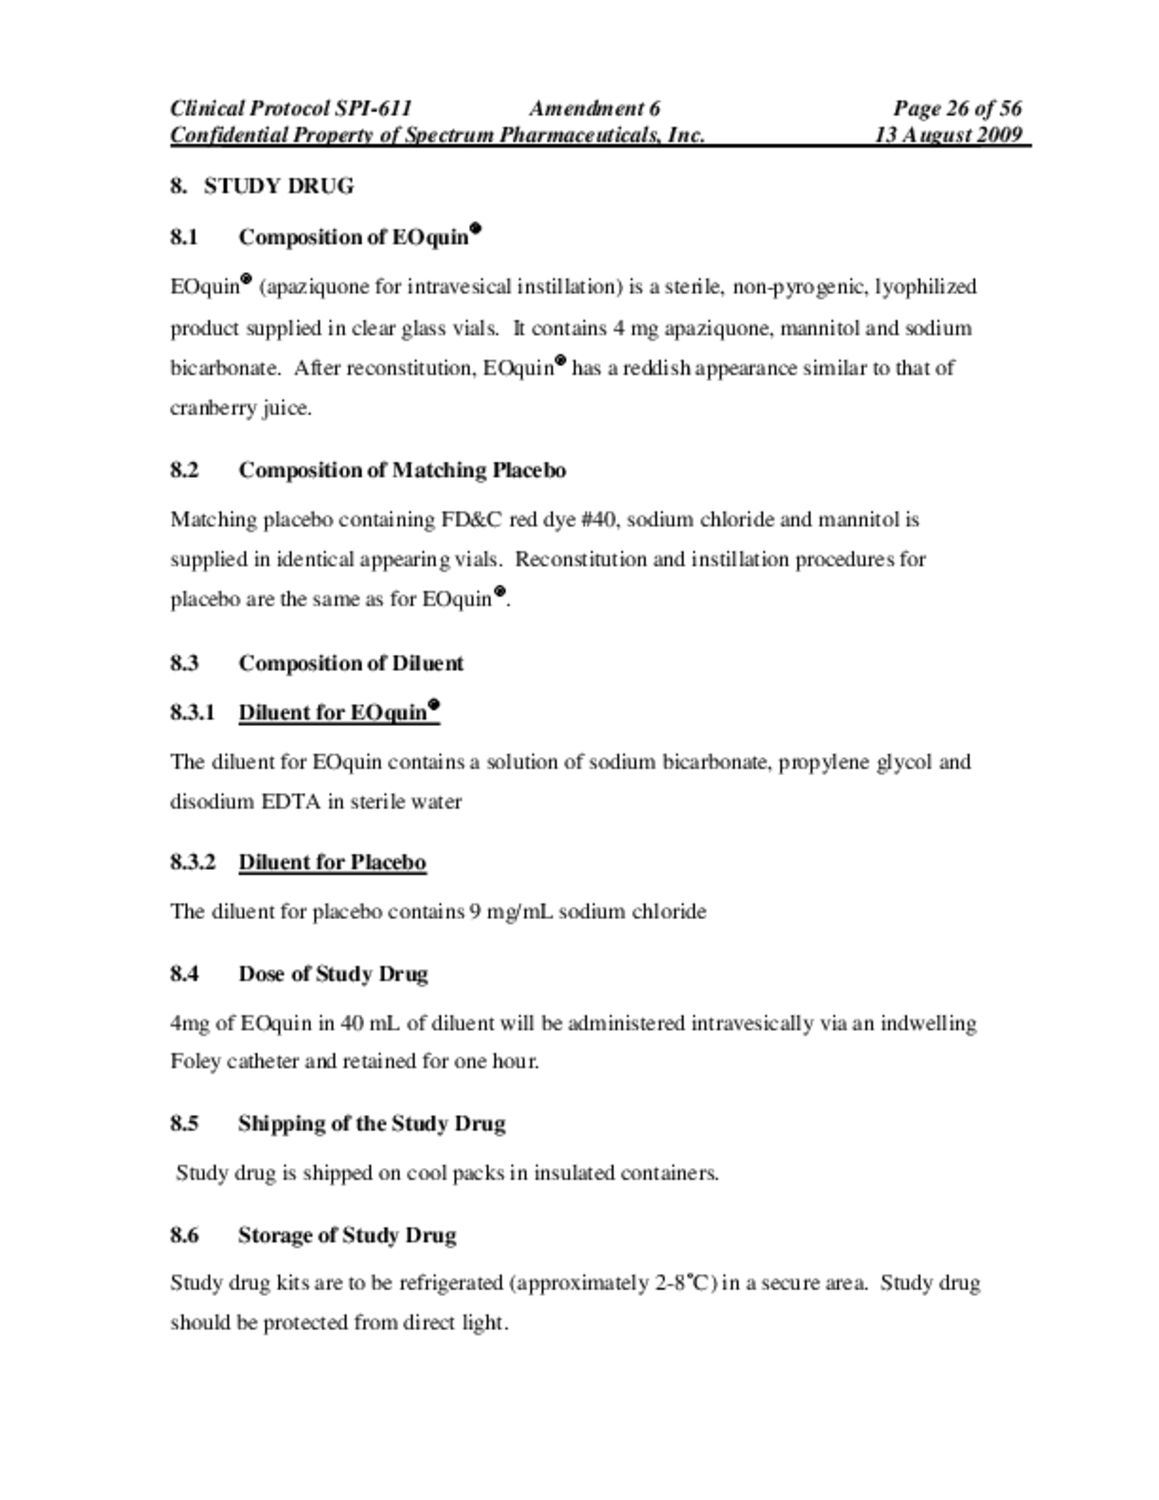 Clinical Protocol SPI-611 Amendment 6 Page 26 of 56
Confidential Property of Spectrum Pharmaceuticals, Inc. 13 August 2009
8. STUDY DRUG
8.1 Composition of EOquin®
EOquin® (apaziquone for intravesical instillation) is a sterile, non-pyrogenic, lyophilized
product supplied in clear glass vials. It contains 4 mg apaziquone, mannitol and sodium
bicarbonate. After reconstitution, EOquin® has a reddish appearance similar to that of
cranberry juice.
8.2 Composition of Matching Placebo
Matching placebo containing FD&C red dye #40, sodium chloride and mannitol is
supplied in identical appearing vials. Reconstitution and instillation procedures for
placebo are the same as for EOquin®.
8.3 Composition of Diluent
8.3.1 Diluent for EOquin®
The diluent for EOquin contains a solution of sodium bicarbonate, propylene glycol and
disodium EDTA in sterile water
8.3.2 Diluent for Placebo
The diluent for placebo contains 9 mg/mL sodium chloride
8.4 Dose of Study Drug
4mg of EOquin in 40 mL of diluent will be administered intravesically via an indwelling
Foley catheter and retained for one hour.
8.5 Shipping of the Study Drug
Study drug is shipped on cool packs in insulated containers.
8.6 Storage of Study Drug
Study drug kits are to be refrigerated (approximately 2-8˚C) in a secure area. Study drug
should be protected from direct light.